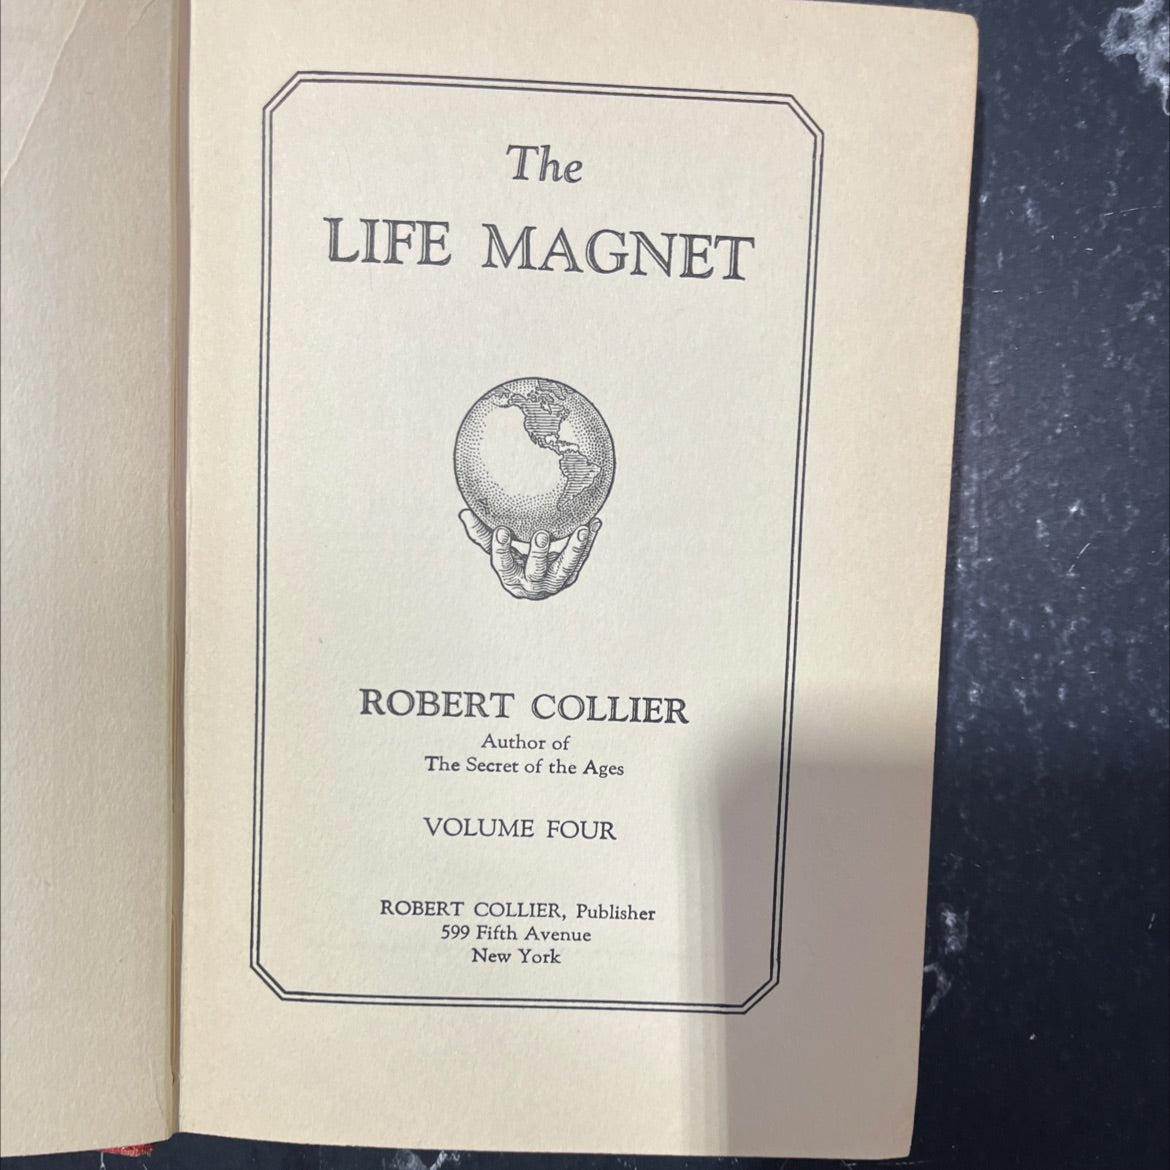 The
LIFE MAGNET
ROBERT COLLIER
Author of
The Secret of the Ages
VOLUME FOUR
ROBERT COLLIER, Publisher
599 Fifth Avenue
New York